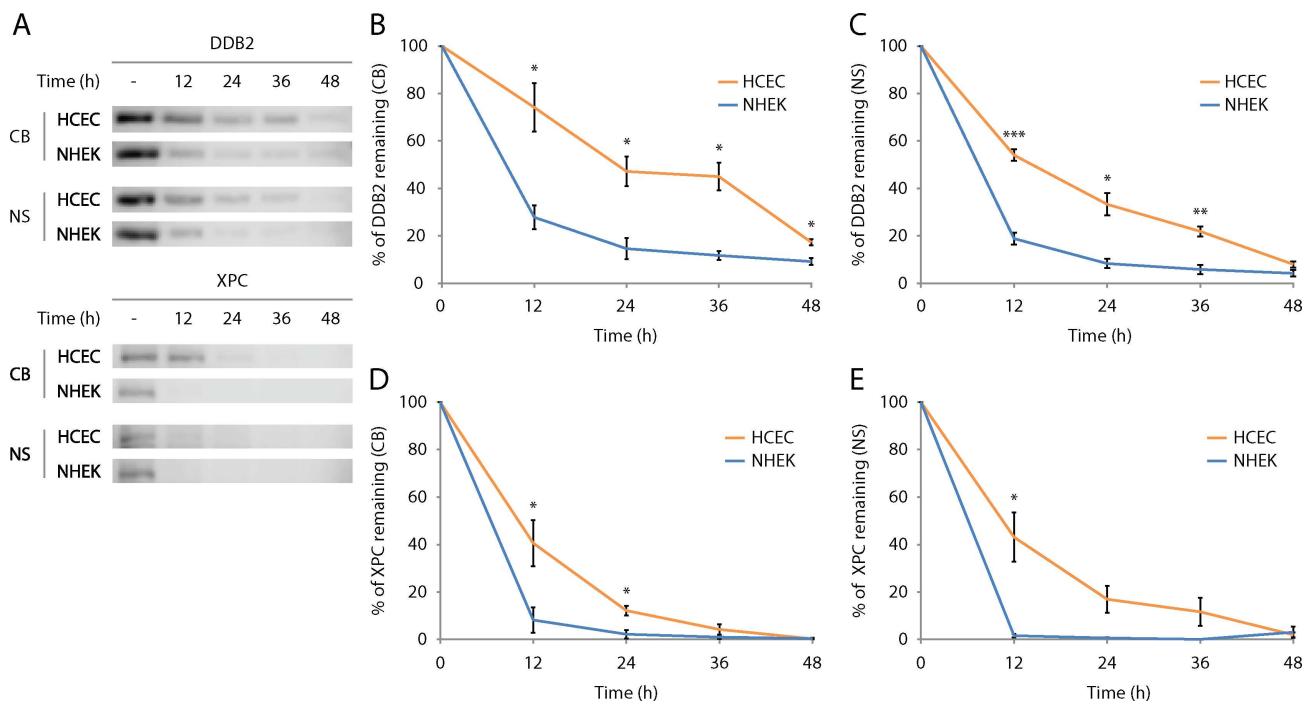 A
DDB2
Time (h) - 12 24 36 48
CB
HCEC
NHEK
NS
HCEC
NHEK
XPC
Time (h) - 12 24 36 48
CB
HCEC
NHEK
NS
HCEC
NHEK
B
% of DDB2 remaining (CB)
100
80
60
40
20
0
* * * *
HCEC
NHEK
0 12 24 36 48
Time (h)
C
% of DDB2 remaining (NS)
100
80
60
40
20
0
*** * **
HCEC
NHEK
0 12 24 36 48
Time (h)
D
% of XPC remaining (CB)
100
80
60
40
20
0
* *
HCEC
NHEK
0 12 24 36 48
Time (h)
E
% of XPC remaining (NS)
100
80
60
40
20
0
*
HCEC
NHEK
0 12 24 36 48
Time (h)